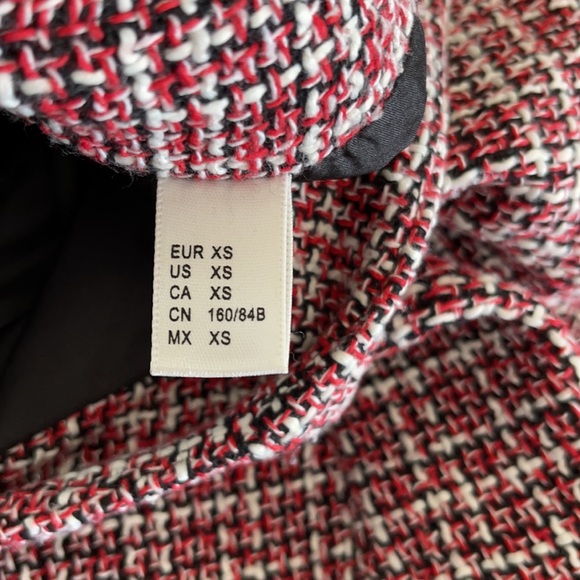 EUR XS
US XS
CA XS
CN 160/84B
MX XS